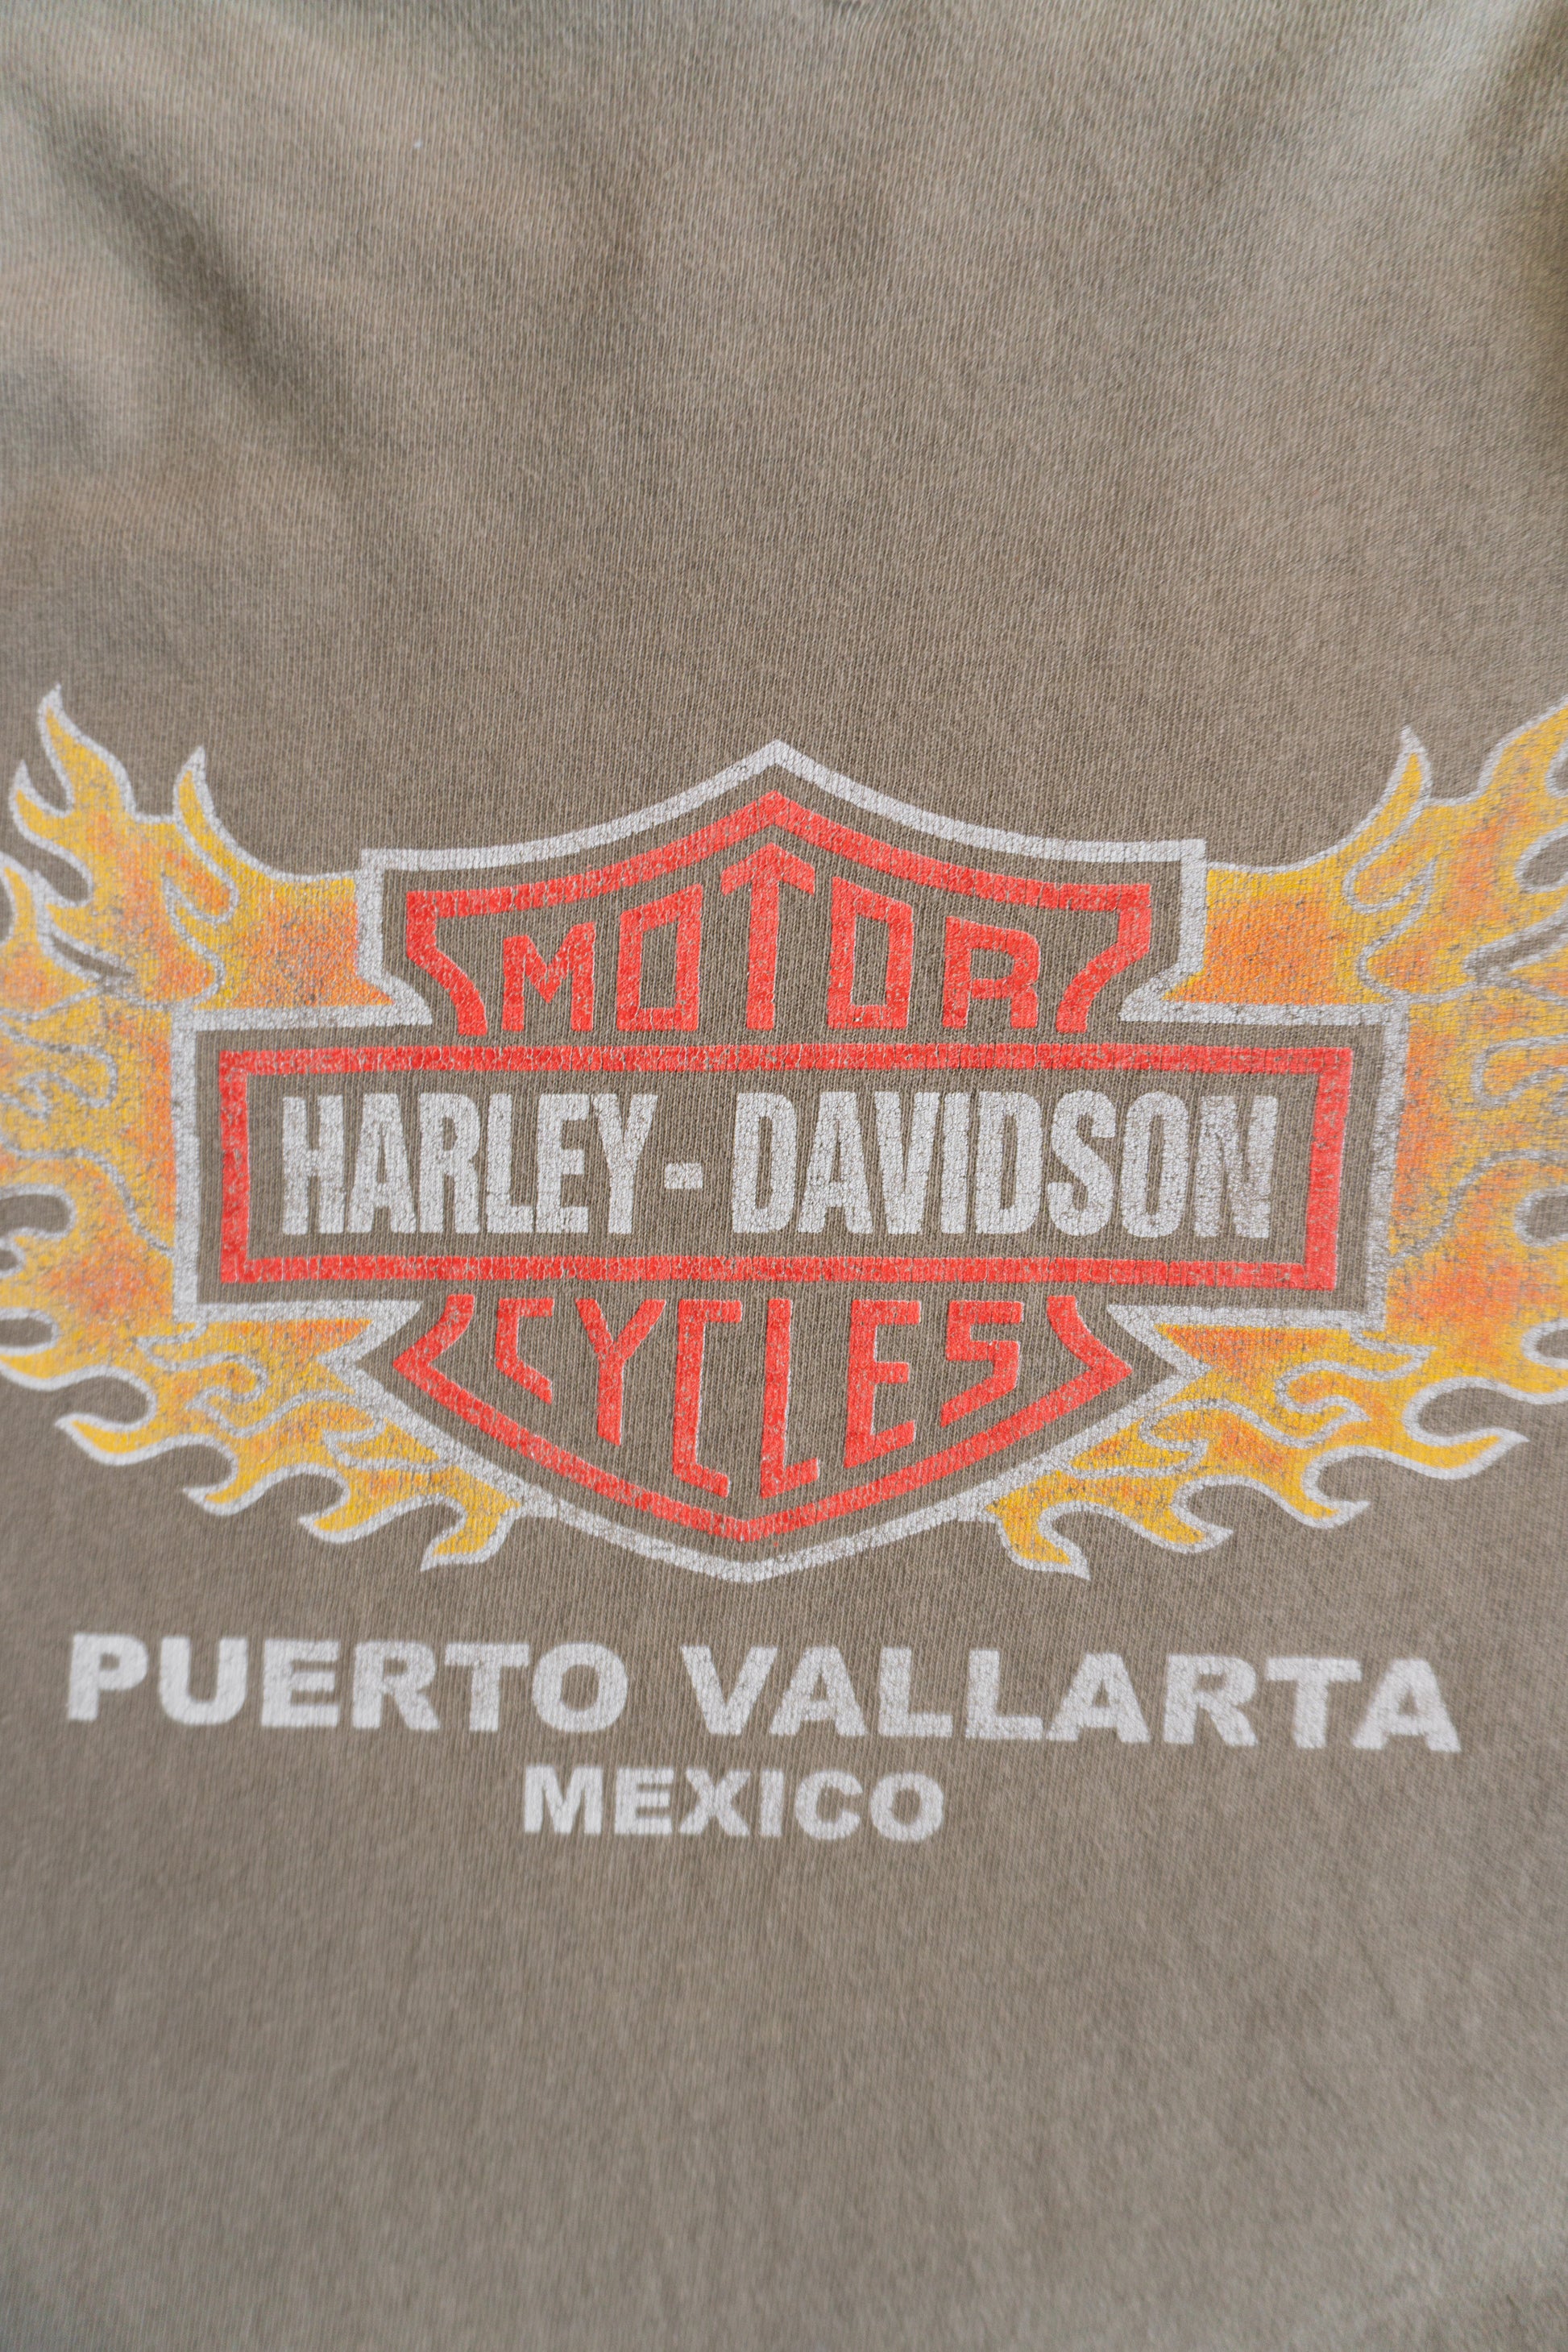 MOTOR
HARLEY-DAVIDSON
CYCLES
PUERTO VALLARTA
MEXICO